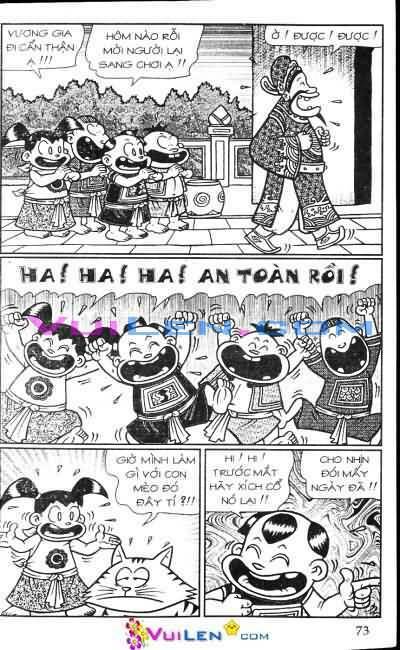 VƯƠNG GIA
ĐI CẨN THẬN
Ạ!!!
HÔM NÀO RỖI
MỜI NGƯỜI LẠI
SANG CHƠI Ạ!!
Ờ! ĐƯỢC! ĐƯỢC!
HA! HA! HA! AN TOÀN RỒI!
VUILEN.COM
GIỜ MÌNH LÀM
GÌ VỚI CON
MÈO ĐÓ
ĐÂY TÍ?!!
HI! HI!
TRƯỚC MẮT
HÃY XÍCH CỔ
NÓ LẠI!!
CHO NHỊN
ĐÓI MẤY
NGÀY ĐÃ!!
73
VUILEN.COM